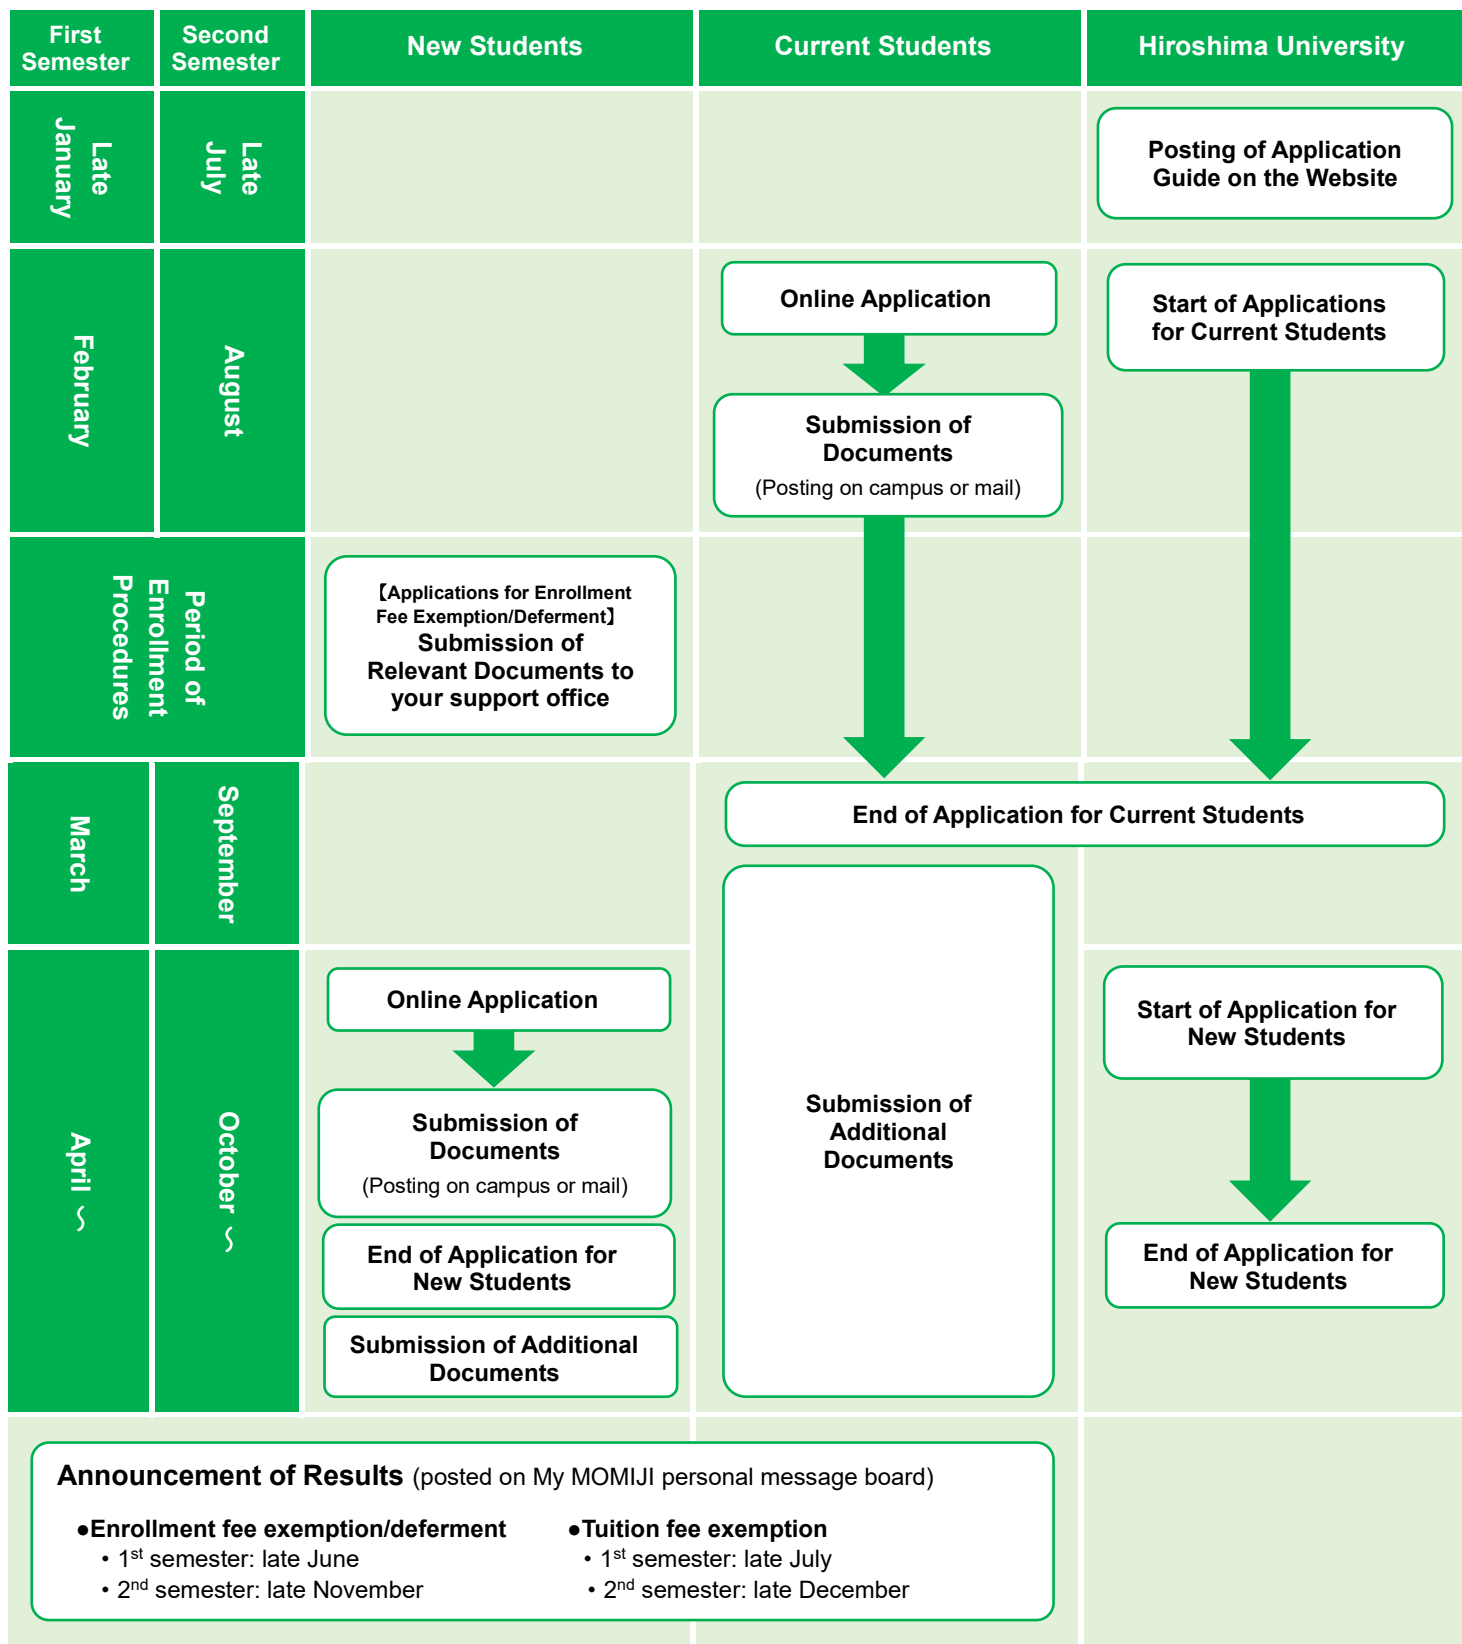 First
Semester
Second
Semester
New Students
Current Students
Hiroshima University
Late
January
Late
July
Posting of Application
Guide on the Website
February
August
Online Application
Submission of
Documents
(Posting on campus or mail)
Start of Applications
for Current Students
Period of
Enrollment
Procedures
【Applications for Enrollment
Fee Exemption/Deferment】
Submission of
Relevant Documents to
your support office
March
September
End of Application for Current Students
April ～
October ～
Online Application
Submission of
Documents
(Posting on campus or mail)
End of Application for
New Students
Submission of Additional
Documents
Submission of
Additional
Documents
Start of Application for
New Students
End of Application for
New Students
Announcement of Results (posted on My MOMIJI personal message board)
●Enrollment fee exemption/deferment
・1st semester: late June
・2nd semester: late November
●Tuition fee exemption
・1st semester: late July
・2nd semester: late December